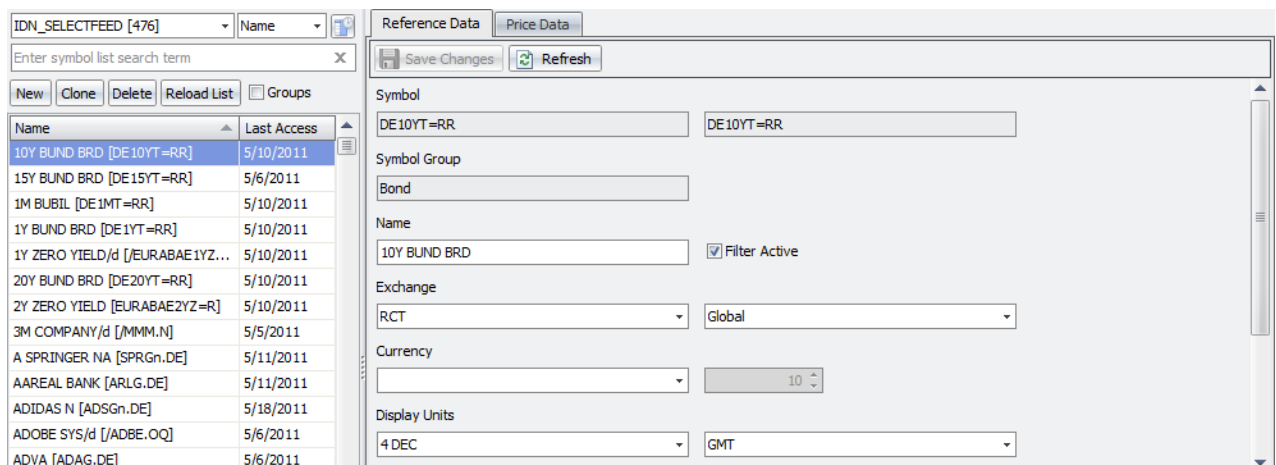 IDN_SELECTFEED [476] Name
Enter symbol list search term X
New Clone Delete Reload List Groups
Name Last Access
10Y BUND BRD [DE10YT=RR] 5/10/2011
15Y BUND BRD [DE15YT=RR] 5/6/2011
1M BUBIL [DE1MT=RR] 5/10/2011
1Y BUND BRD [DE1YT=RR] 5/10/2011
1Y ZERO YIELD/d [/EURABAE1YZ... 5/10/2011
20Y BUND BRD [DE20YT=RR] 5/10/2011
2Y ZERO YIELD [EURABAE2YZ=R] 5/10/2011
3M COMPANY/d [/MMM.N] 5/5/2011
A SPRINGER NA [SPRGn.DE] 5/11/2011
AAREAL BANK [ARLG.DE] 5/11/2011
ADIDAS N [ADSGn.DE] 5/18/2011
ADOBE SYS/d [/ADBE.OQ] 5/6/2011
ADVA [ADAG.DE] 5/6/2011
Reference Data Price Data
Save Changes Refresh
Symbol
DE10YT=RR DE10YT=RR
Symbol Group
Bond
Name
10Y BUND BRD Filter Active
Exchange
RCT Global
Currency
10
Display Units
4 DEC GMT